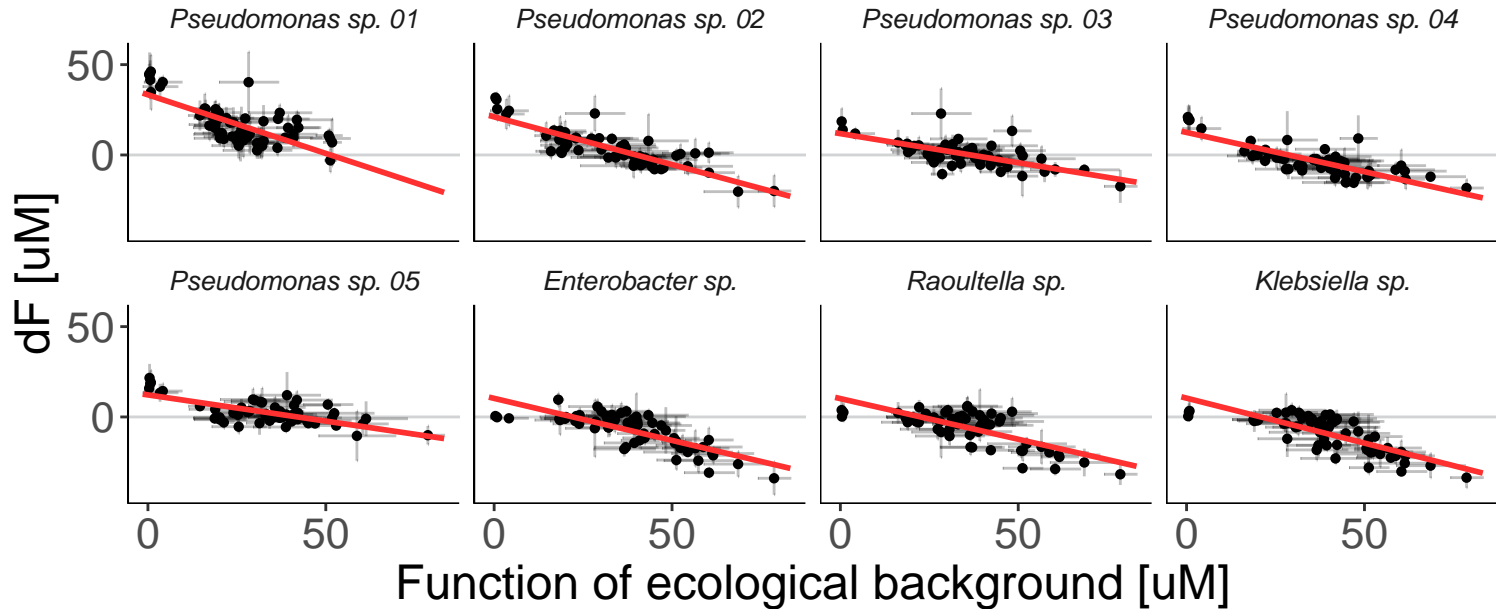 Pseudomonas sp. 01
Pseudomonas sp. 02
Pseudomonas sp. 03
Pseudomonas sp. 04
50
0
Pseudomonas sp. 05
Enterobacter sp.
Raoultella sp.
Klebsiella sp.
50
0
0
50
0
50
0
50
0
50
dF [uM]
Function of ecological background [uM]